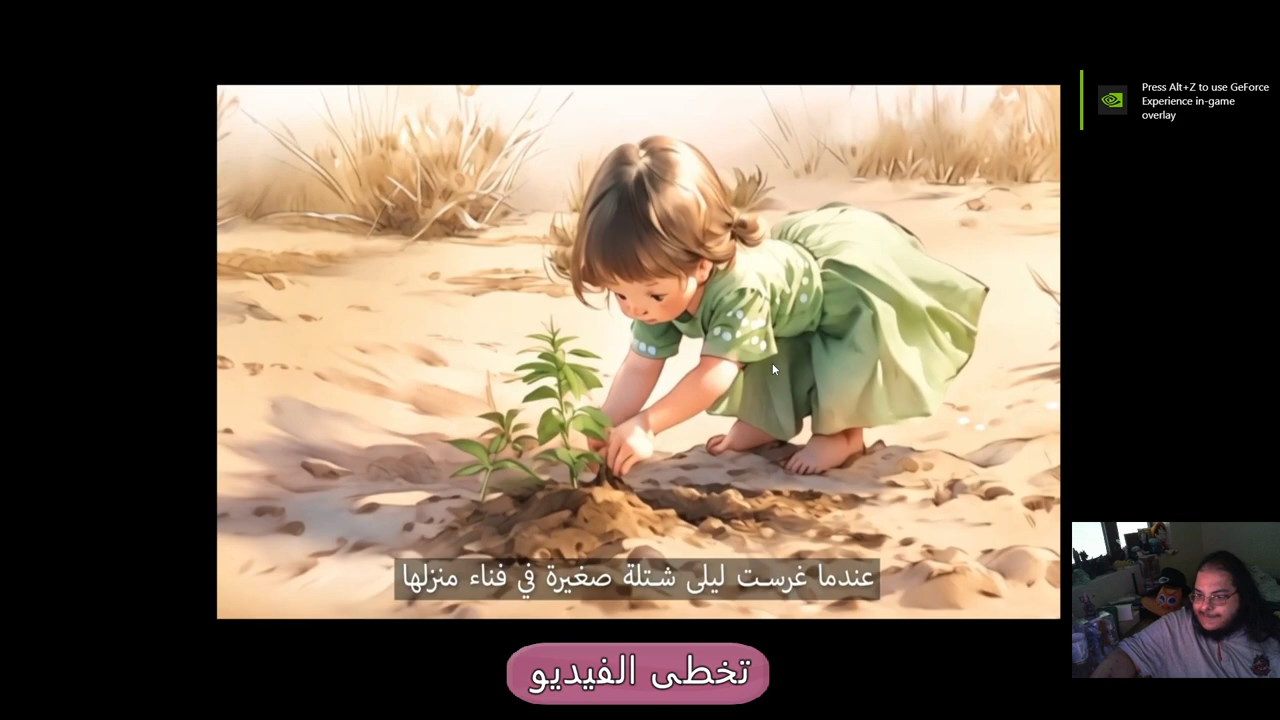 Press Alt+Z to use GeForce
Experience in-game
overlay
عندما غرست ليلى شتلة صغيرة في فناء منزلها
تخطى الفيديو